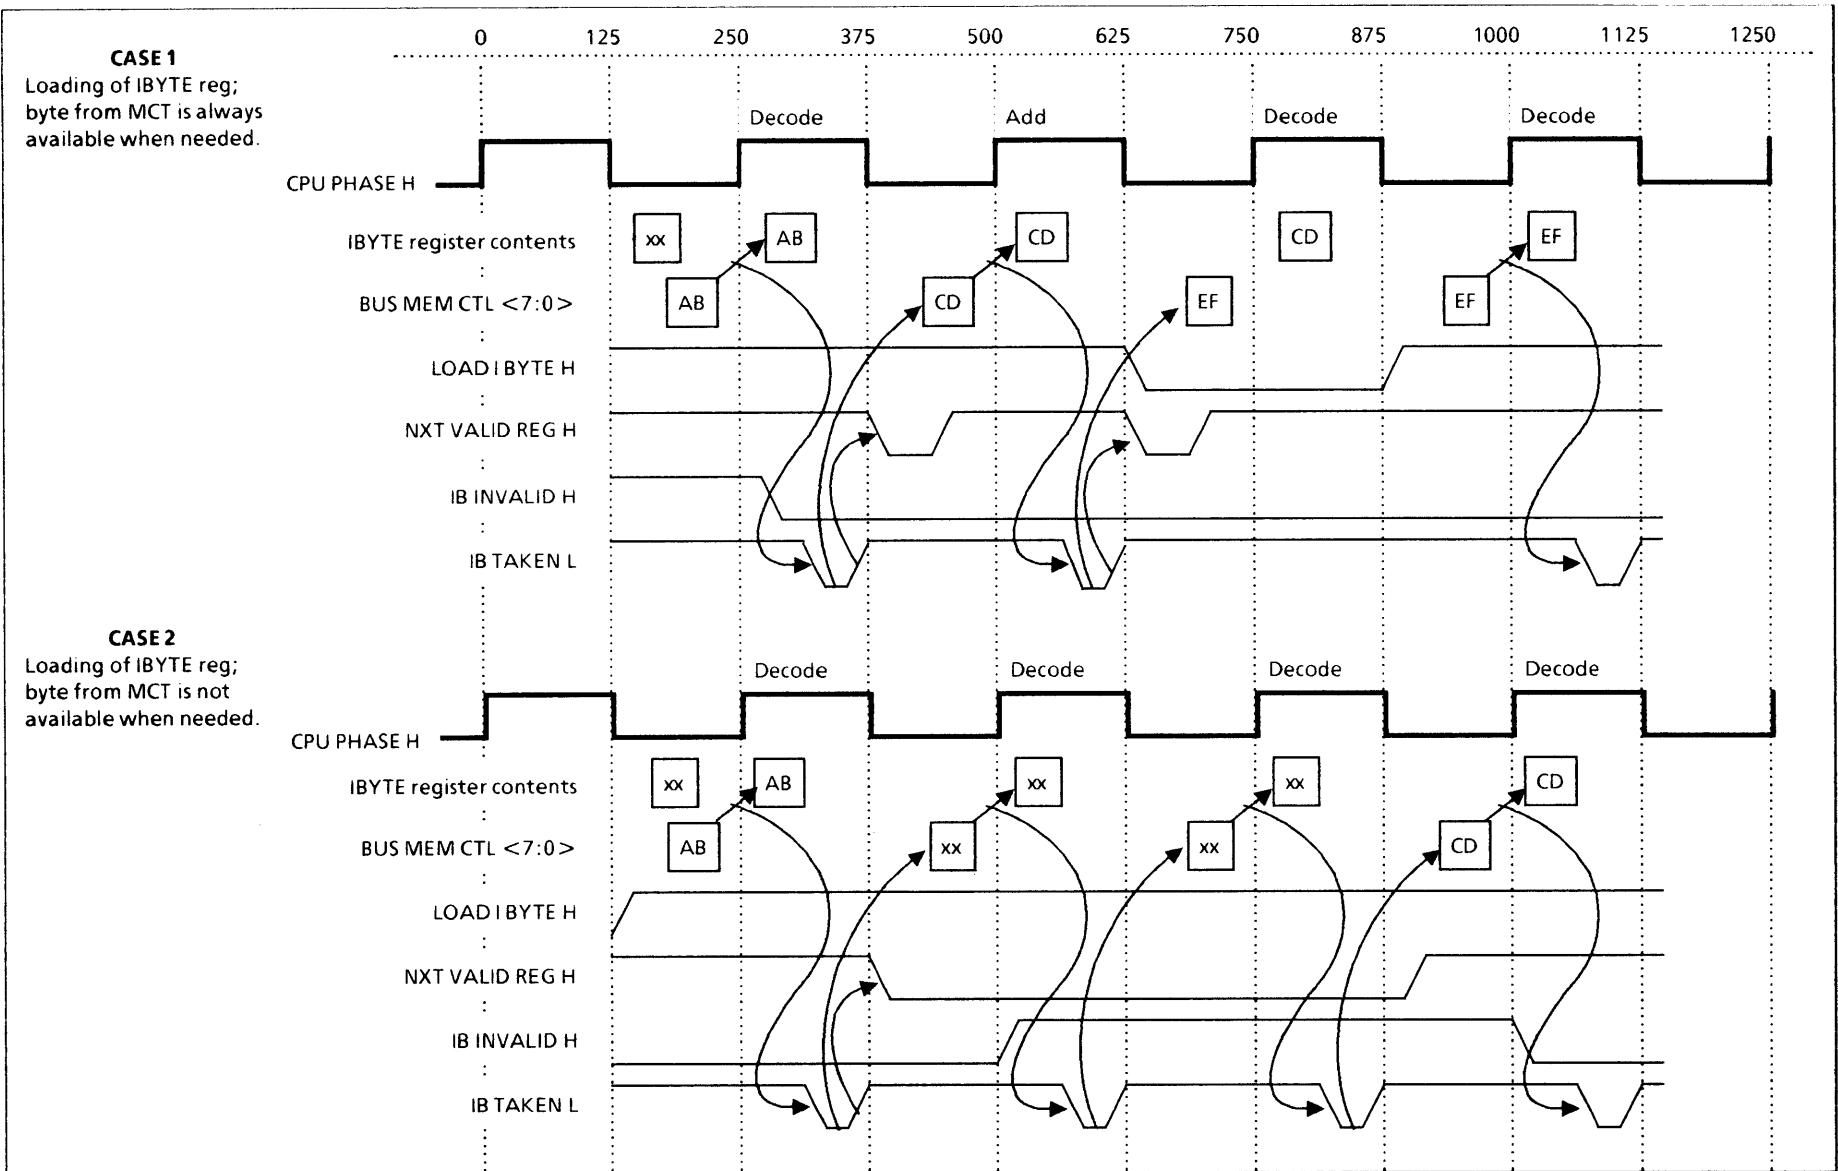 0 125 250 375 500 625 750 875 1000 1125 1250
CASE 1
Loading of IBYTE reg;
byte from MCT is always
available when needed.
Decode Add Decode Decode
CPU PHASE H
IBYTE register contents xx AB CD CD EF
BUS MEM CTL <7:0> AB CD EF EF
LOAD I BYTE H
NXT VALID REG H
IB INVALID H
IB TAKEN L
CASE 2
Loading of IBYTE reg;
byte from MCT is not
available when needed.
Decode Decode Decode Decode
CPU PHASE H
IBYTE register contents xx AB xx xx CD
BUS MEM CTL <7:0> AB xx xx CD
LOAD I BYTE H
NXT VALID REG H
IB INVALID H
IB TAKEN L